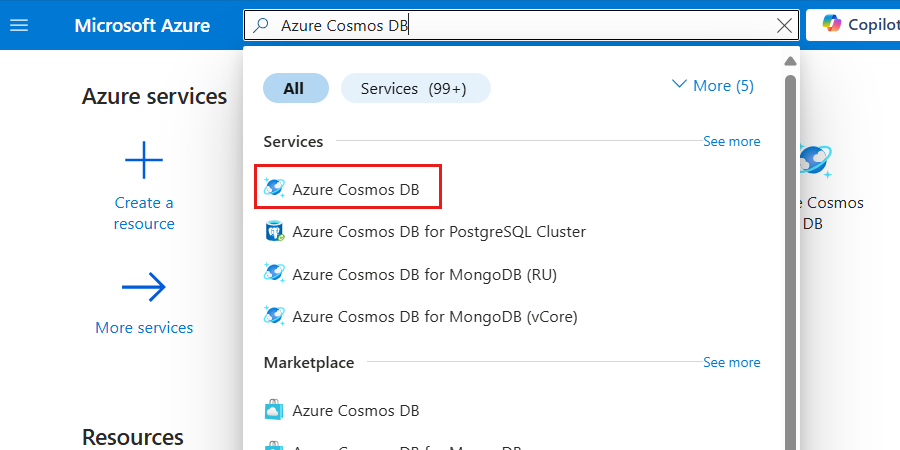 Microsoft Azure
Azure Cosmos DB
Copilot
Azure services
All
Services (99+)
More (5)
Services
See more
Create a
resource
Azure Cosmos DB
Cosmos
DB
Azure Cosmos DB for PostgreSQL Cluster
Azure Cosmos DB for MongoDB (RU)
More services
Azure Cosmos DB for MongoDB (vCore)
Marketplace
See more
Azure Cosmos DB
Resources